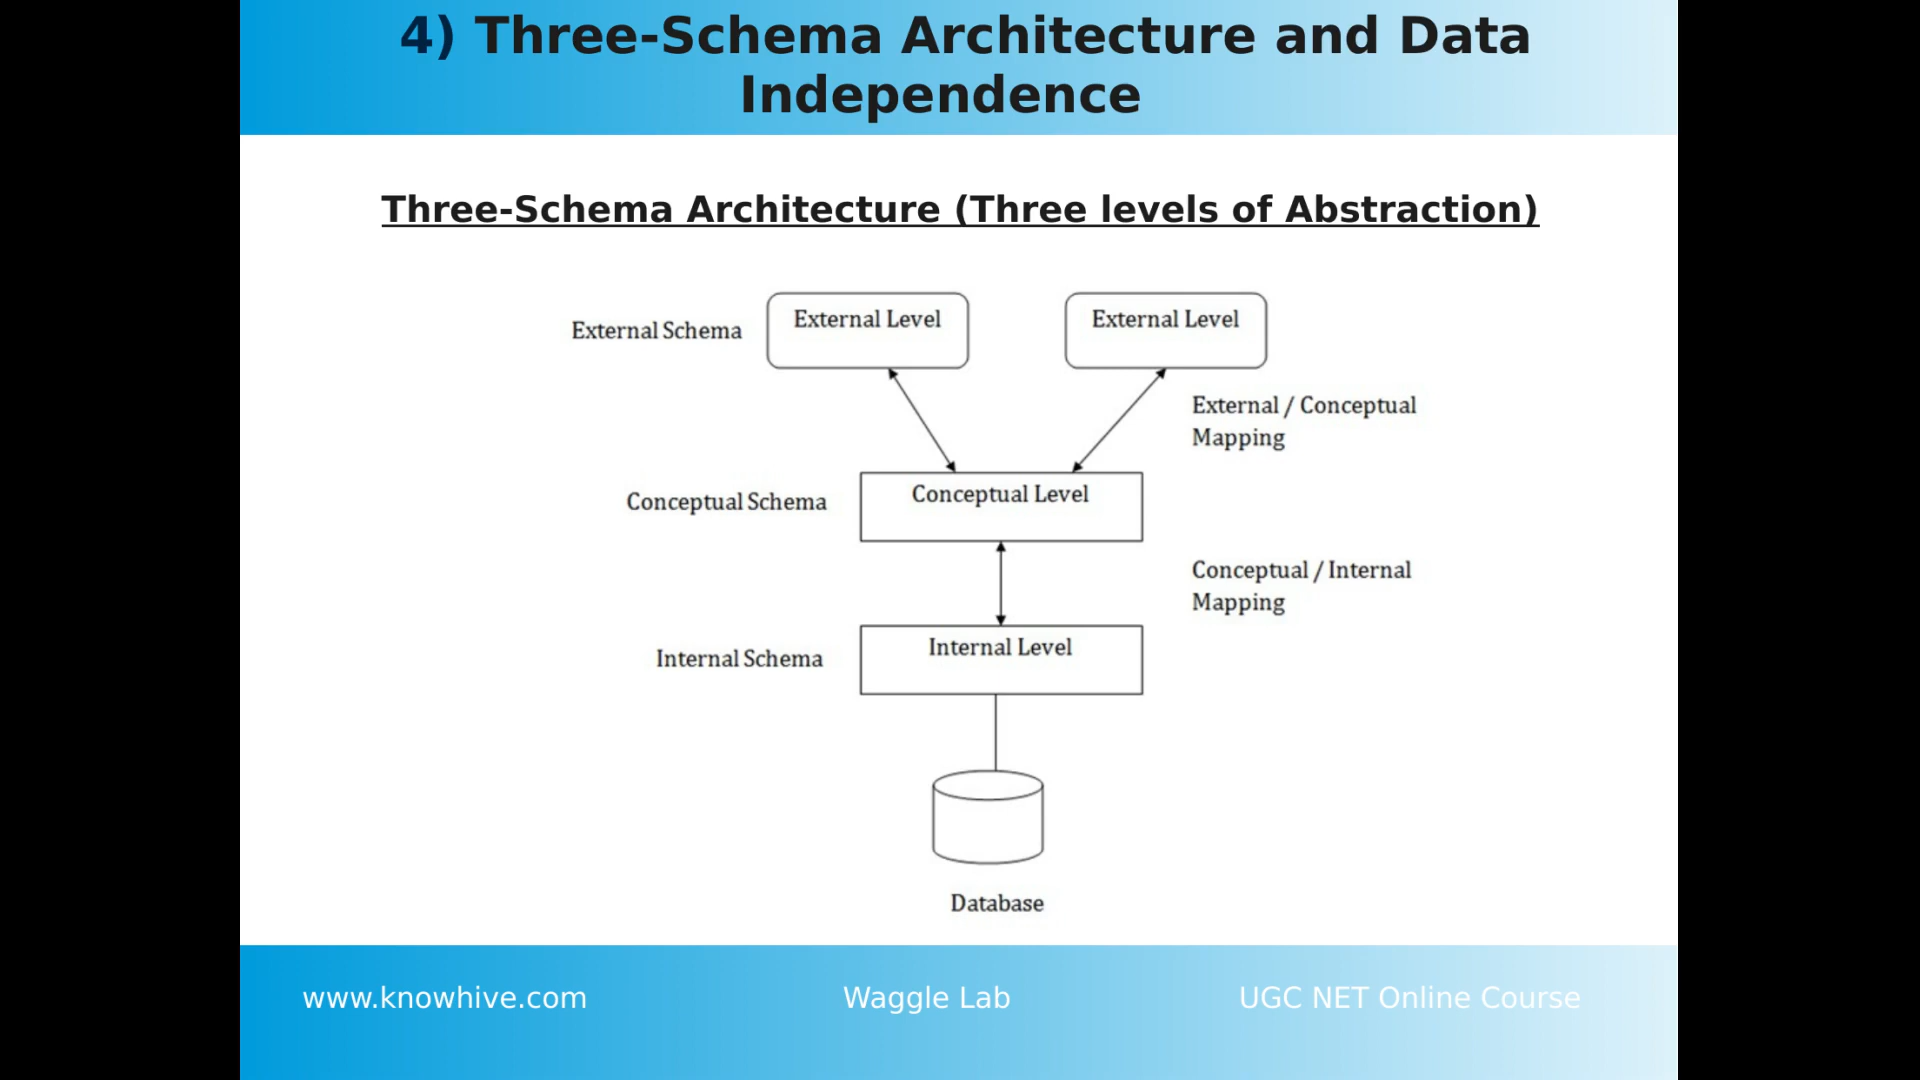 4) Three-Schema Architecture and Data
Independence
Three-Schema Architecture (Three levels of Abstraction)
External Schema
External Level
External Level
External / Conceptual
Mapping
Conceptual Schema
Conceptual Level
Conceptual / Internal
Mapping
Internal Schema
Internal Level
Database
www.knowhive.com
Waggle Lab
UGC NET Online Course